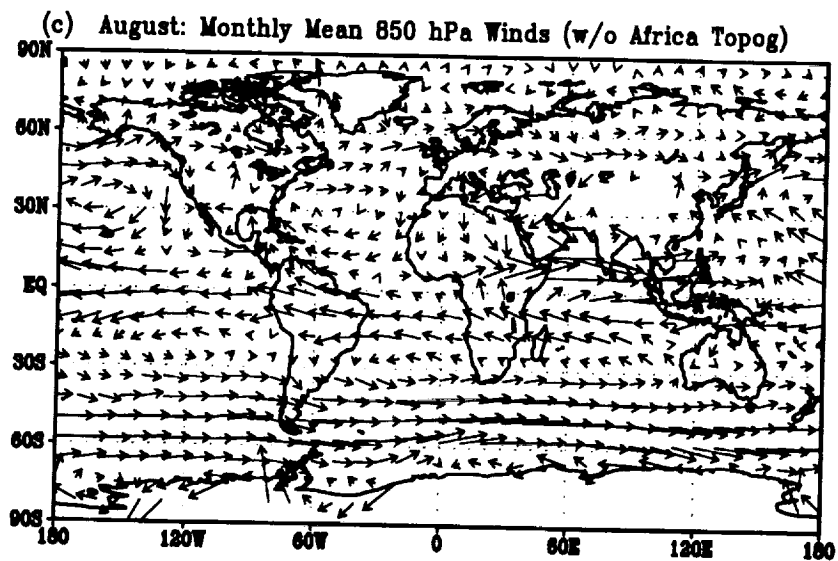 (c) August: Monthly Mean 850 hPa Winds (w/o Africa Topog)
90N
60N
30N
EQ
30S
60S
90S
180 120W 60W 0 60E 120E 180